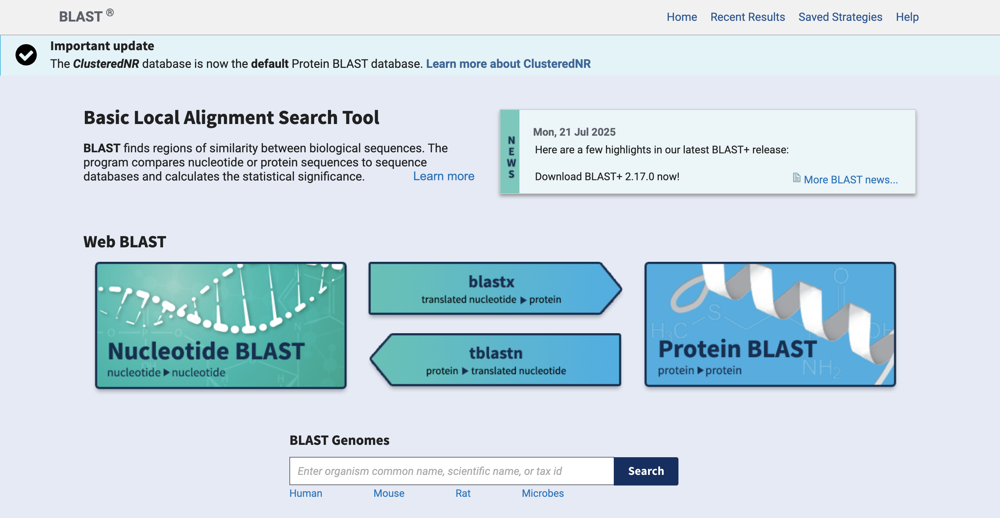 BLAST ®
Home Recent Results Saved Strategies Help
Important update
The ClusteredNR database is now the default Protein BLAST database. Learn more about ClusteredNR
Basic Local Alignment Search Tool
BLAST finds regions of similarity between biological sequences. The
program compares nucleotide or protein sequences to sequence
databases and calculates the statistical significance. Learn more
NEWS
Mon, 21 Jul 2025
Here are a few highlights in our latest BLAST+ release:
Download BLAST+ 2.17.0 now!
More BLAST news...
Web BLAST
O P O
N
N
OH
O
H H
Nucleotide BLAST
nucleotide ▶ nucleotide
blastx
translated nucleotide ▶ protein
tblastn
protein ▶ translated nucleotide
O
S
H₃C
OH
NH₂
Protein BLAST
protein ▶ protein
BLAST Genomes
Enter organism common name, scientific name, or tax id
Search
Human Mouse Rat Microbes